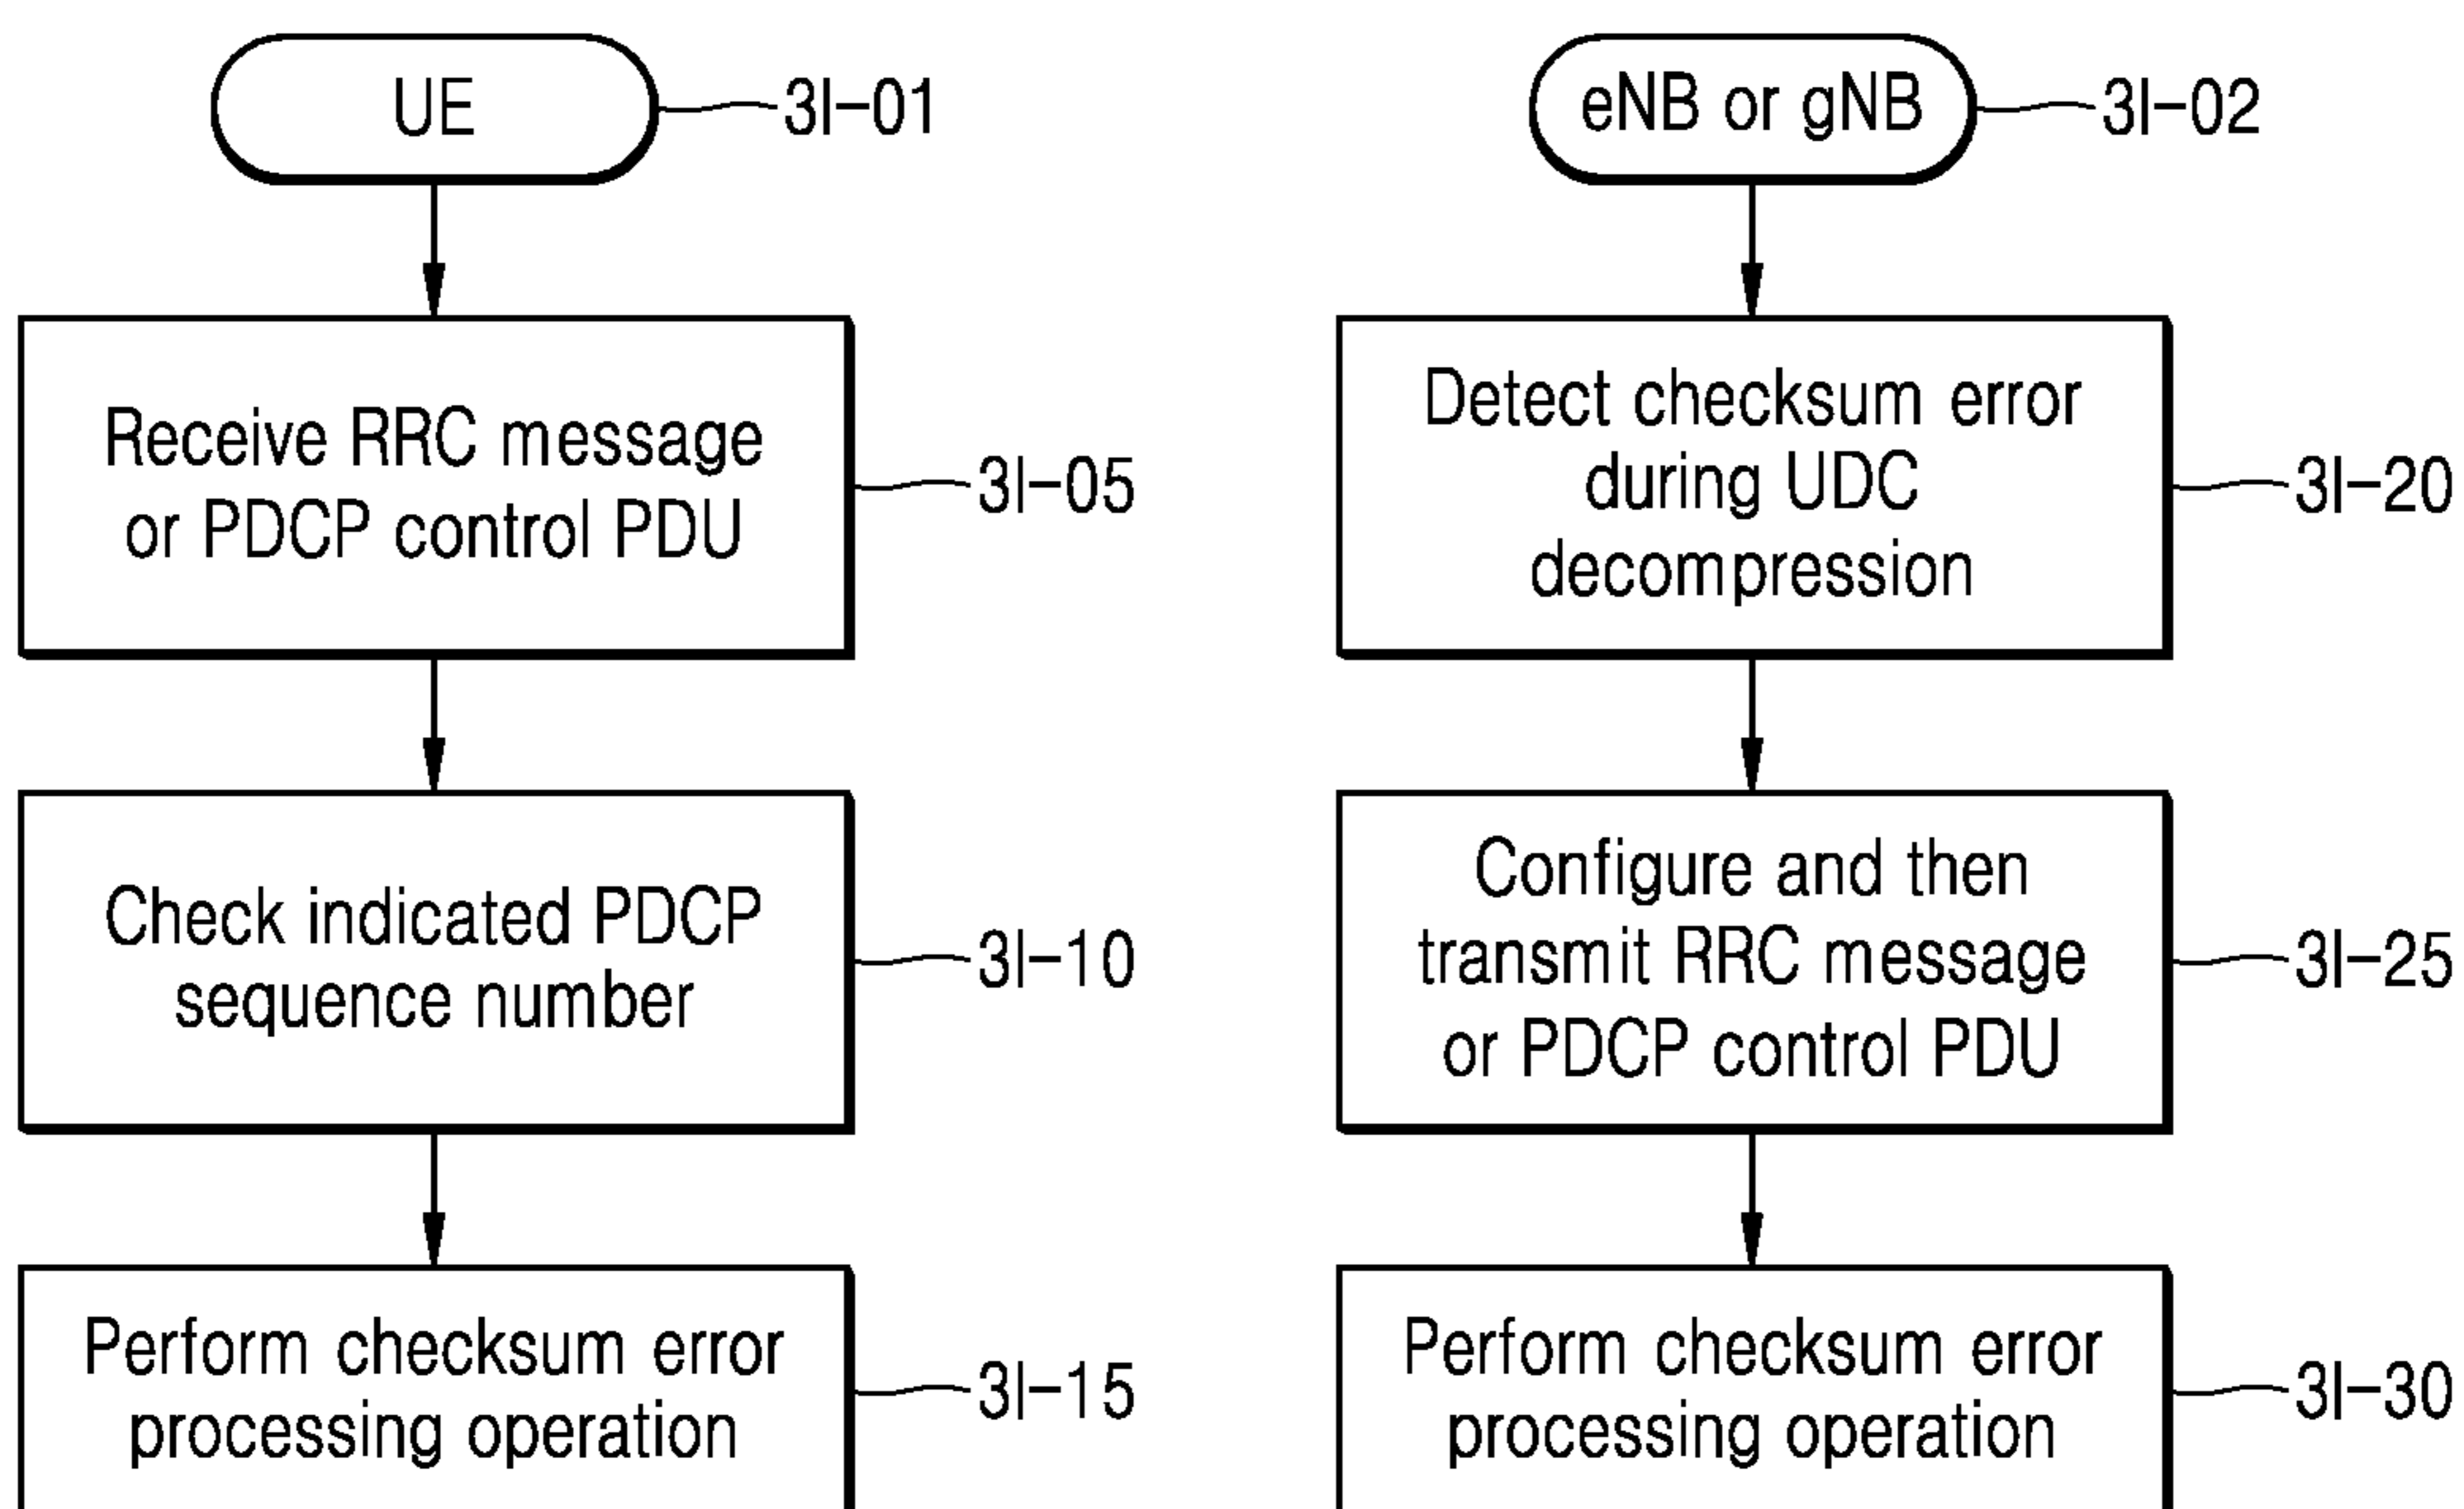 UE
3l-01
Receive RRC message
or PDCP control PDU
3l-05
Check indicated PDCP
sequence number
3l-10
Perform checksum error
processing operation
3l-15
eNB or gNB
3l-02
Detect checksum error
during UDC
decompression
3l-20
Configure and then
transmit RRC message
or PDCP control PDU
3l-25
Perform checksum error
processing operation
3l-30